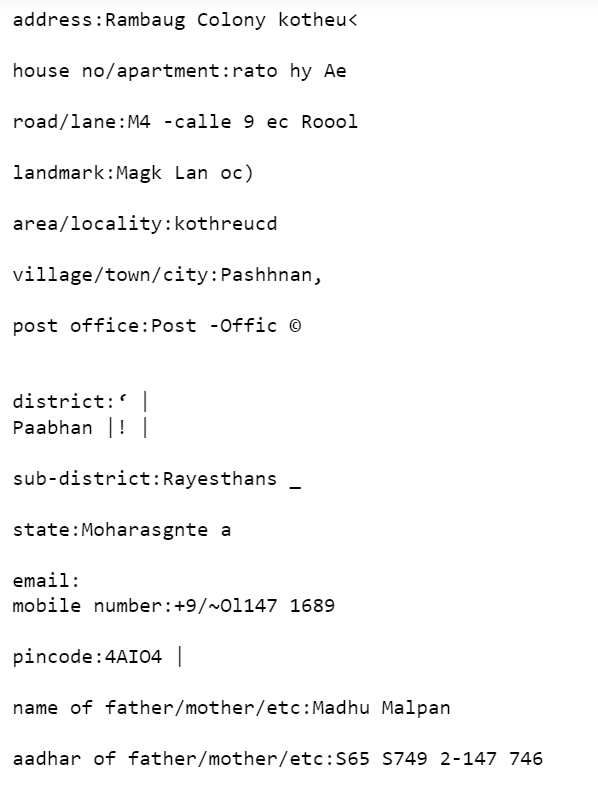 address:Rambaug Colony kotheu<
house no/apartment:rato hy Ae
road/lane:M4 -calle 9 ec Roool
landmark:Magk Lan oc)
area/locality:kothreucd
village/town/city:Pashhnan,
post office:Post -Offic ©
district:‘ |
Paabhan |! |
sub-district:Rayesthans _
state:Moharasgnte a
email:
mobile number:+9/~Ol147 1689
pincode:4AIO4 |
name of father/mother/etc:Madhu Malpan
aadhar of father/mother/etc:S65 S749 2-147 746